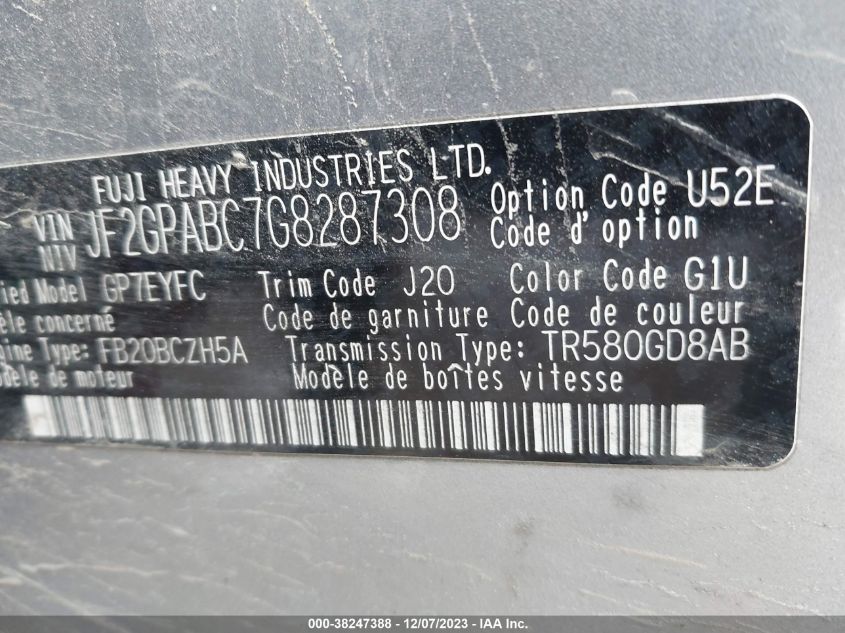 FUJI HEAVY INDUSTRIES LTD.
VIN JF2GPABC7G8287308 Option Code U52E
NIV Code d'option
ied Model GP7EYFC Trim Code J20 Color Code G1U
èle concerné Code de garniture Code de couleur
gine Type: FB20BCZH5A Transmission Type: TR580GD8AB
èle de moteur Modèle de boîtes vitesse
000-38247388 - 12/07/2023 - IAA Inc.